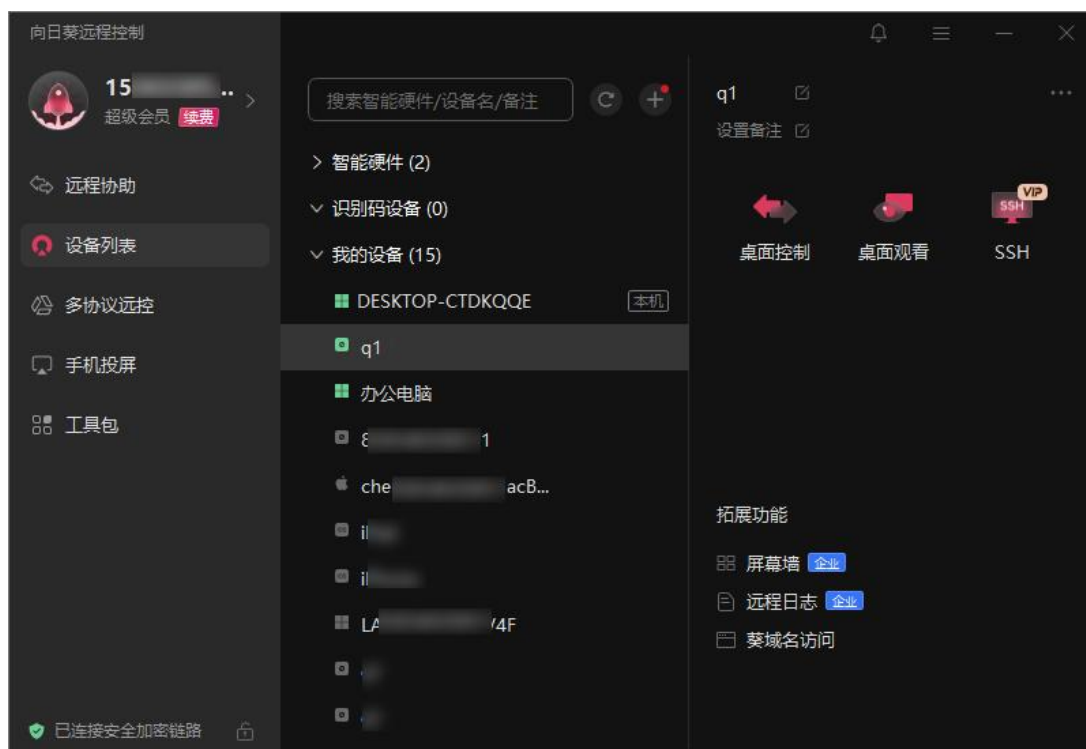 向日葵远程控制
15 ..
超级会员 续费
远程协助
设备列表
多协议远控
手机投屏
工具包
已连接安全加密链路
搜索智能硬件/设备名/备注
智能硬件 (2)
识别码设备 (0)
我的设备 (15)
DESKTOP-CTDKQQE 本机
q1
办公电脑
8 1
che acB...
il
il
LA V4F
q1
设置备注
VIP
SSH
桌面控制 桌面观看 SSH
拓展功能
屏幕墙 企业
远程日志 企业
葵域名访问